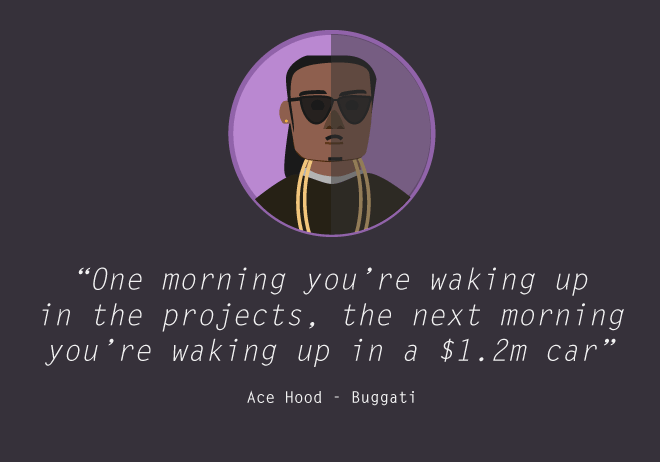 “One morning you’re waking up
in the projects, the next morning
you’re waking up in a $1.2m car”
Ace Hood - Buggati